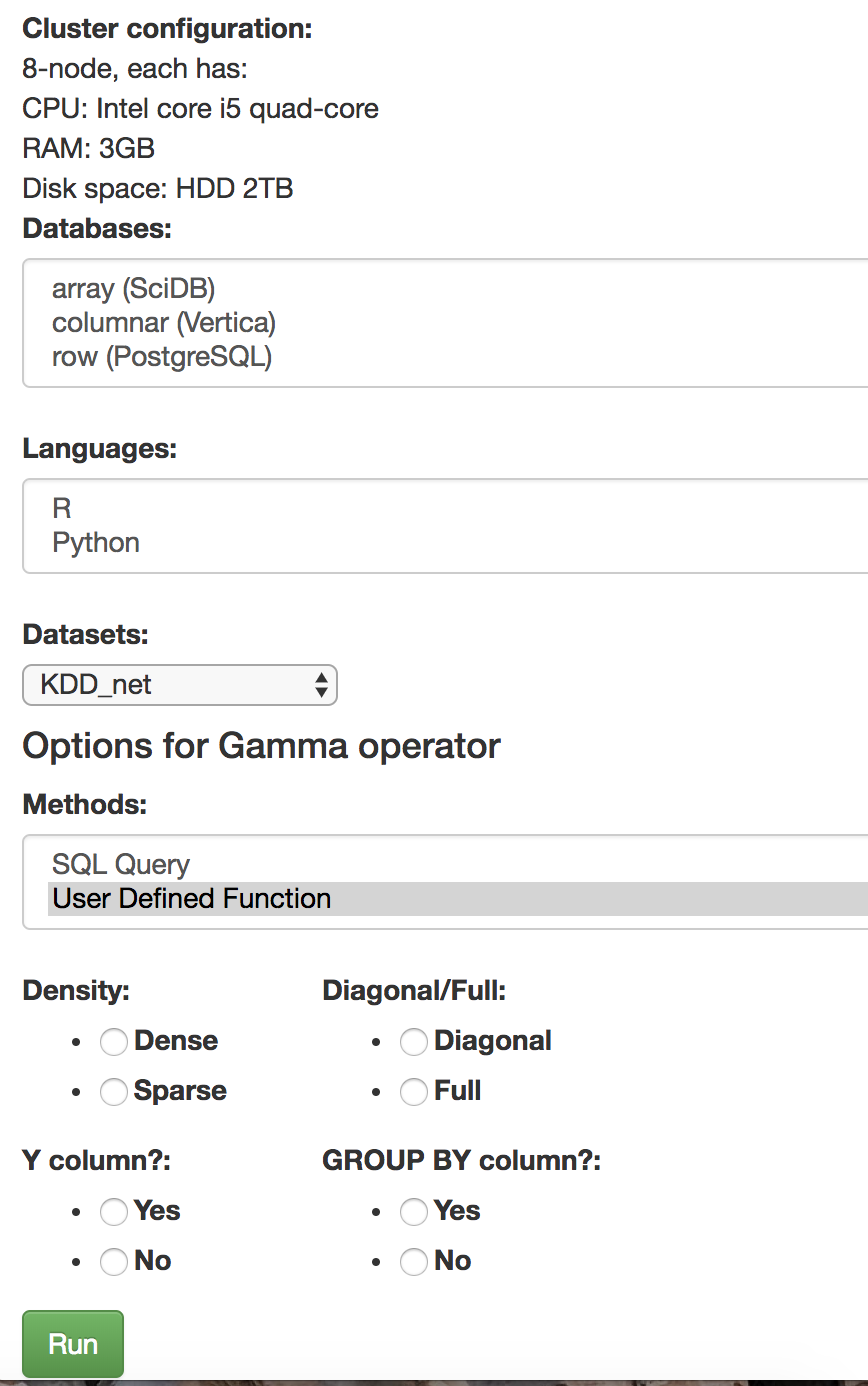 Cluster configuration:
8-node, each has:
CPU: Intel core i5 quad-core
RAM: 3GB
Disk space: HDD 2TB
Databases:
array (SciDB)
columnar (Vertica)
row (PostgreSQL)
Languages:
R
Python
Datasets:
KDD_net
Options for Gamma operator
Methods:
SQL Query
User Defined Function
Density: Diagonal/Full:
Dense Diagonal
Sparse Full
Y column?: GROUP BY column?:
Yes Yes
No No
Run